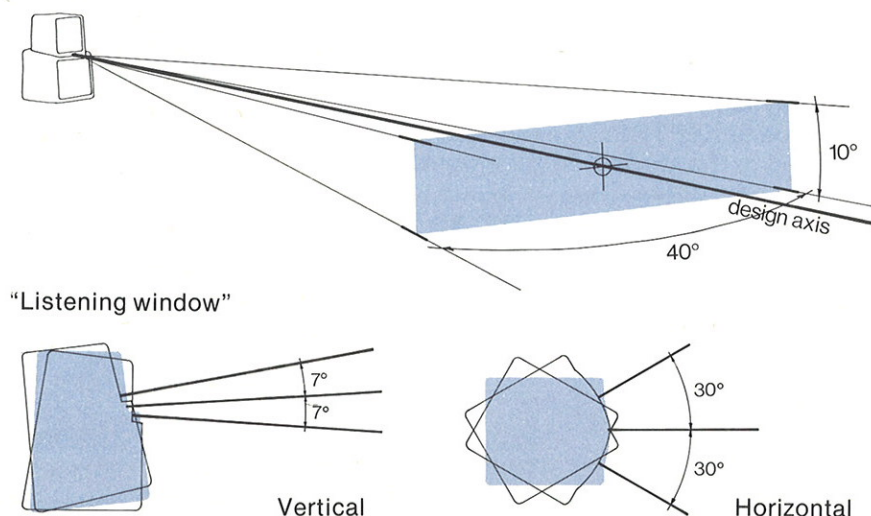 10°
design axis
40°
“Listening window”
7°
7°
30°
30°
Vertical
Horizontal